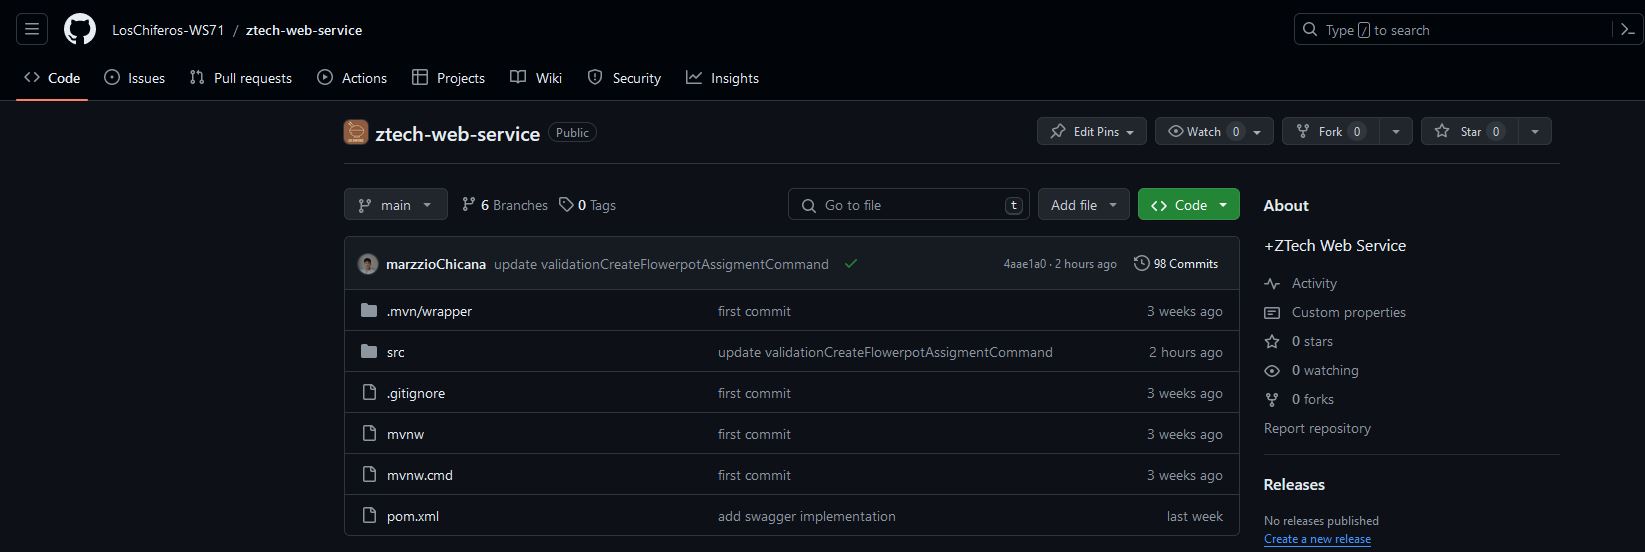 LosChiferos-WS71 / ztech-web-service
Type / to search
Code Issues Pull requests Actions Projects Wiki Security Insights
ztech-web-service Public
Edit Pins Watch 0 Fork 0 Star 0
main 6 Branches 0 Tags Go to file t Add file Code
marzzioChicana update validationCreateFlowerpotAssigmentCommand 4aae1a0 · 2 hours ago 98 Commits
.mvn/wrapper first commit 3 weeks ago
src update validationCreateFlowerpotAssigmentCommand 2 hours ago
.gitignore first commit 3 weeks ago
mvnw first commit 3 weeks ago
mvnw.cmd first commit 3 weeks ago
pom.xml add swagger implementation last week
About
+ZTech Web Service
Activity
Custom properties
0 stars
0 watching
0 forks
Report repository
Releases
No releases published
Create a new release